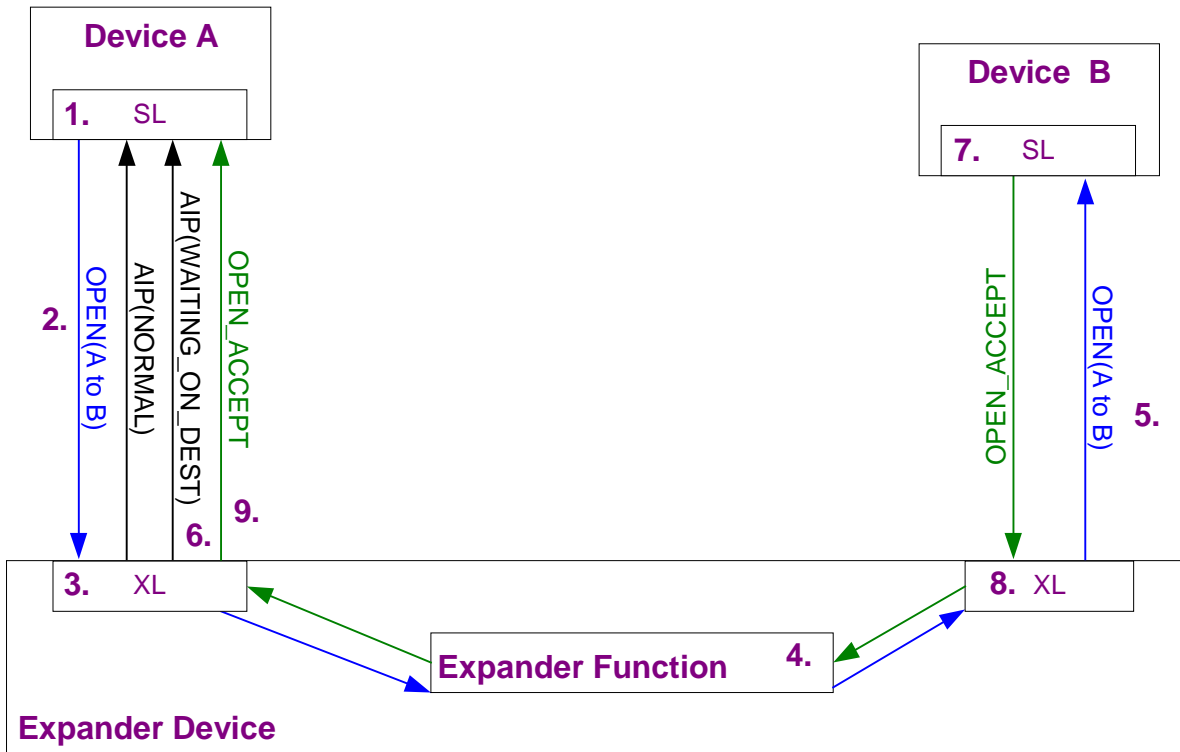 Device A
1. SL
Device B
7. SL
2.
OPEN(A to B)
AIP(NORMAL)
AIP(WAITING_ON_DEST)
OPEN_ACCEPT
6.
9.
OPEN_ACCEPT
OPEN(A to B)
5.
3. XL
8. XL
Expander Function 4.
Expander Device